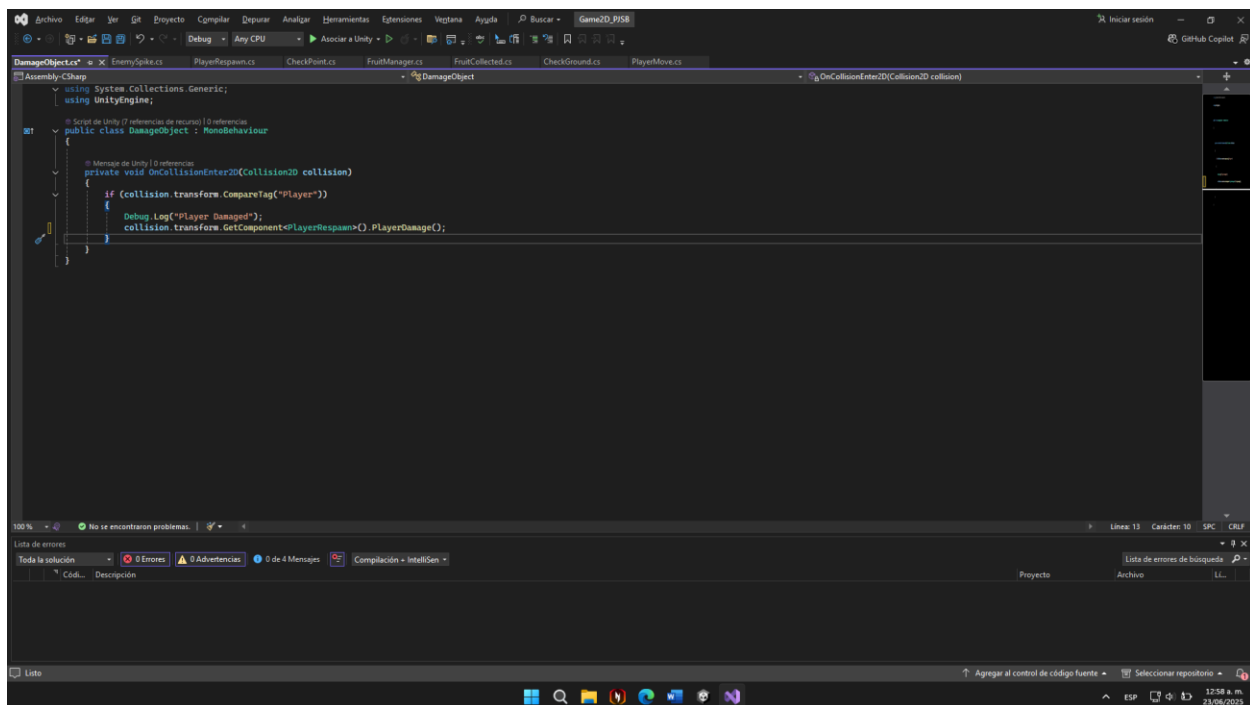 Archivo Editar Ver Git Proyecto Compilar Depurar Analizar Herramientas Extensiones Ventana Ayuda Buscar Game2D_PJSB Iniciar sesión
Debug Any CPU Asociar a Unity GitHub Copilot
DamageObject.cs* EnemySpike.cs PlayerRespawn.cs CheckPoint.cs FruitManager.cs FruitCollected.cs CheckGround.cs PlayerMove.cs
Assembly-CSharp DamageObject OnCollisionEnter2D(Collision2D collision)
using System.Collections.Generic;
using UnityEngine;
Script de Unity (7 referencias de recurso) | 0 referencias
public class DamageObject : MonoBehaviour
{
Mensaje de Unity | 0 referencias
private void OnCollisionEnter2D(Collision2D collision)
{
if (collision.transform.CompareTag("Player"))
{
Debug.Log("Player Damaged");
collision.transform.GetComponent<PlayerRespawn>().PlayerDamage();
}
}
}
100 % No se encontraron problemas. Línea: 13 Carácter: 10 SPC CRLF
Lista de errores
Toda la solución 0 Errores 0 Advertencias 0 de 4 Mensajes Compilación + IntelliSen Lista de errores de búsqueda
Códi... Descripción Proyecto Archivo Lí...
Listo Agregar al control de código fuente Seleccionar repositorio
ESP 12:58 a. m.
23/06/2025